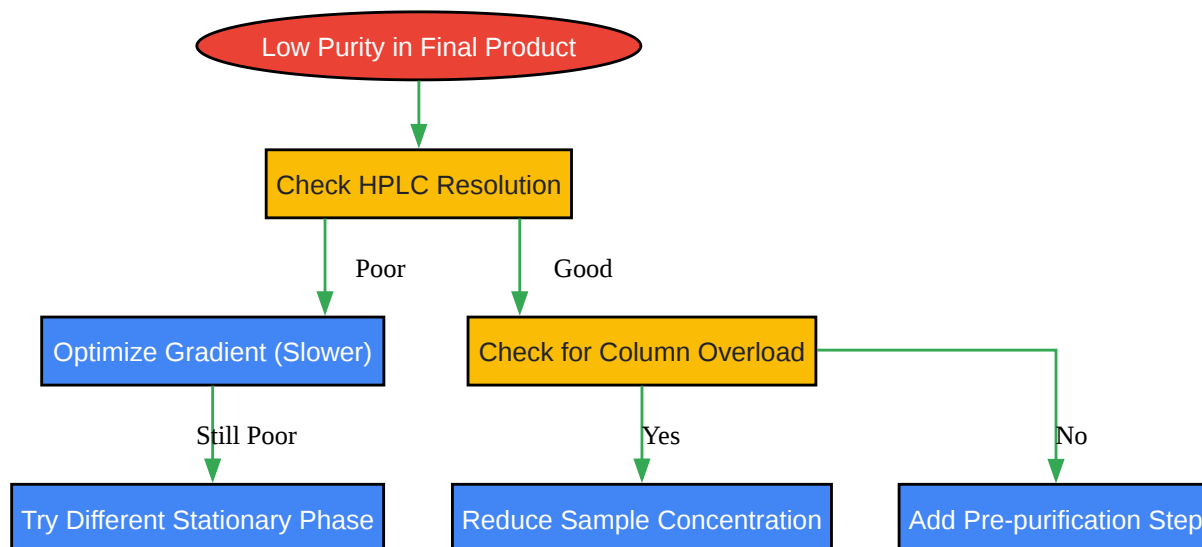 Low Purity in Final Product
Check HPLC Resolution
Poor
Good
Optimize Gradient (Slower)
Check for Column Overload
Still Poor
Yes
No
Try Different Stationary Phase
Reduce Sample Concentration
Add Pre-purification Step